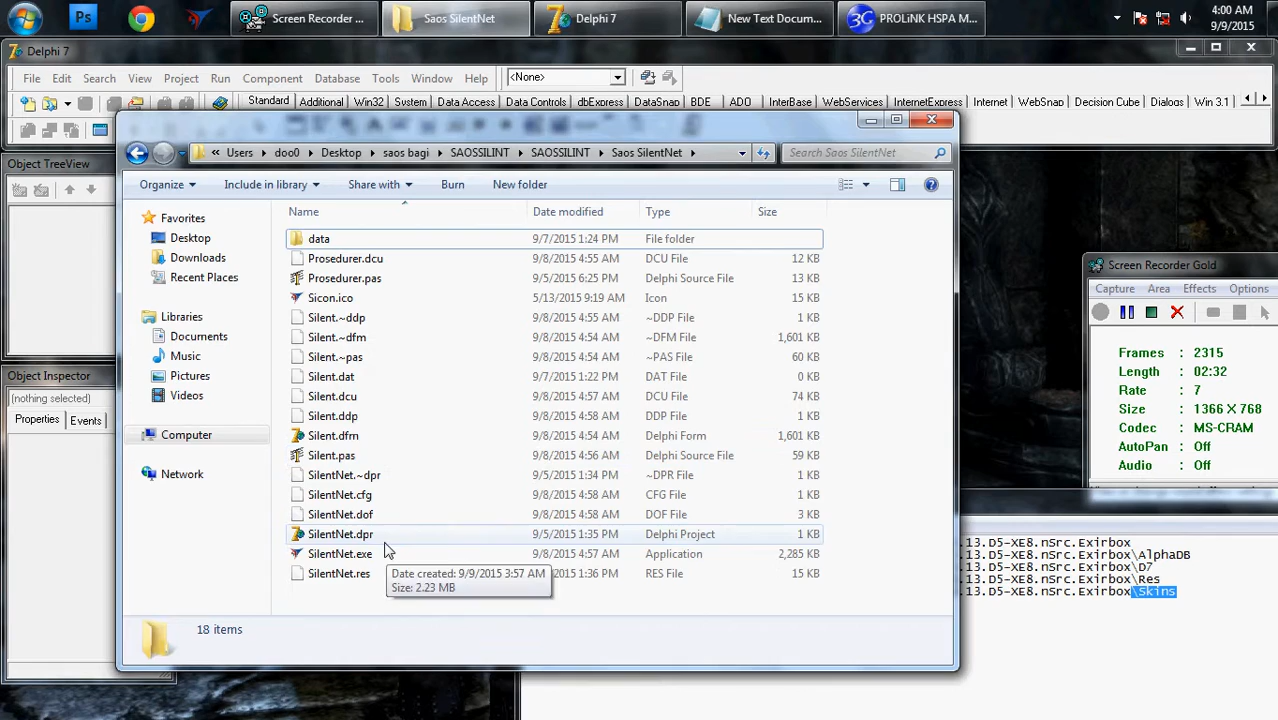 Screen Recorder ...
Saos SilentNet
Delphi 7
New Text Docum...
PROLiNK HSPA M...
4:00 AM
9/9/2015
Delphi 7
File Edit Search View Project Run Component Database Tools Window Help <None>
Standard Additional Win32 System Data Access Data Controls dbExpress DataSnap BDE ADO InterBase WebServices InternetExpress Internet WebSnap Decision Cube Dialogs Win 3.1
Object TreeView
Object Inspector
[nothing selected]
Properties Events
« Users doo0 Desktop saos bagi SAOSSILINT SAOSSILINT Saos SilentNet
Search Saos SilentNet
Organize Include in library Share with Burn New folder
Favorites
Desktop
Downloads
Recent Places
Libraries
Documents
Music
Pictures
Videos
Computer
Network
Name Date modified Type Size
data 9/7/2015 1:24 PM File folder
Prosedurer.dcu 9/8/2015 4:55 AM DCU File 12 KB
Prosedurer.pas 9/5/2015 6:25 PM Delphi Source File 13 KB
Sicon.ico 5/13/2015 9:19 AM Icon 15 KB
Silent.~ddp 9/8/2015 4:55 AM ~DDP File 1 KB
Silent.~dfm 9/8/2015 4:54 AM ~DFM File 1,601 KB
Silent.~pas 9/8/2015 4:55 AM ~PAS File 60 KB
Silent.dat 9/7/2015 1:22 PM DAT File 0 KB
Silent.dcu 9/8/2015 4:57 AM DCU File 74 KB
Silent.ddp 9/8/2015 4:58 AM DDP File 1 KB
Silent.dfm 9/8/2015 4:54 AM Delphi Form 1,601 KB
Silent.pas 9/8/2015 4:56 AM Delphi Source File 59 KB
SilentNet.~dpr 9/5/2015 1:34 PM ~DPR File 1 KB
SilentNet.cfg 9/8/2015 4:58 AM CFG File 1 KB
SilentNet.dof 9/8/2015 4:58 AM DOF File 3 KB
SilentNet.dpr 9/5/2015 1:35 PM Delphi Project 1 KB
SilentNet.exe 9/8/2015 4:57 AM Application 2,285 KB
SilentNet.res 2015 1:36 PM RES File 15 KB
Date created: 9/9/2015 3:57 AM
Size: 2.23 MB
18 items
Screen Recorder Gold
Capture Area Effects Options
Frames : 2315
Length : 02:32
Rate : 7
Size : 1366 X 768
Codec : MS-CRAM
AutoPan : Off
Audio : Off
.13.D5-XE8.nSrc.Exirbox
.13.D5-XE8.nSrc.Exirbox\AlphaDB
.13.D5-XE8.nSrc.Exirbox\D7
.13.D5-XE8.nSrc.Exirbox\Res
.13.D5-XE8.nSrc.Exirbox\Skins